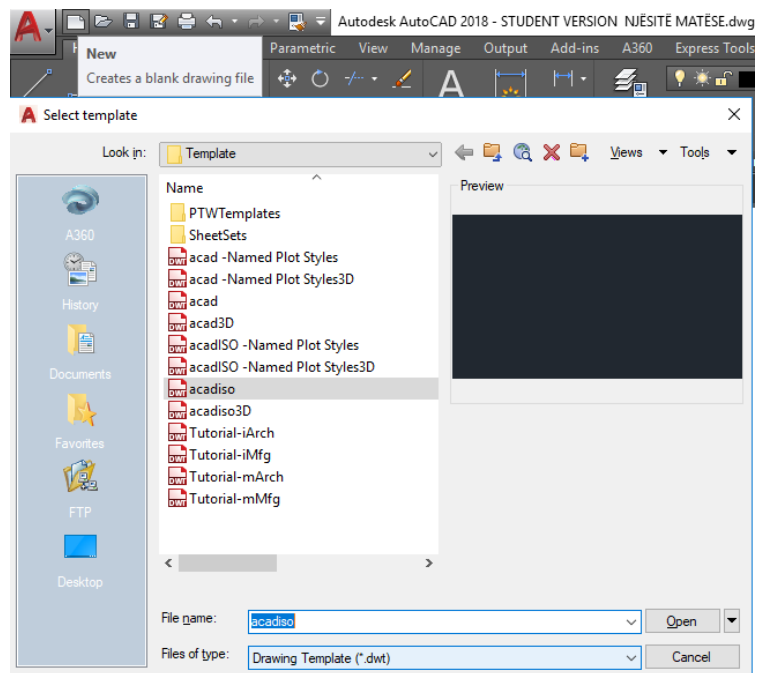 Autodesk AutoCAD 2018 - STUDENT VERSION NJËSITË MATËSE.dwg
Parametric View Manage Output Add-ins A360 Express Tools
New
Creates a blank drawing file
A
Select template
Look in: Template Views Tools
Name
PTWTemplates
SheetSets
acad -Named Plot Styles
acad -Named Plot Styles3D
acad
acad3D
acadISO -Named Plot Styles
acadISO -Named Plot Styles3D
acadiso
acadiso3D
Tutorial-iArch
Tutorial-iMfg
Tutorial-mArch
Tutorial-mMfg
Preview
A360
History
Documents
Favorites
FTP
Desktop
File name: acadiso Open
Files of type: Drawing Template (*.dwt) Cancel